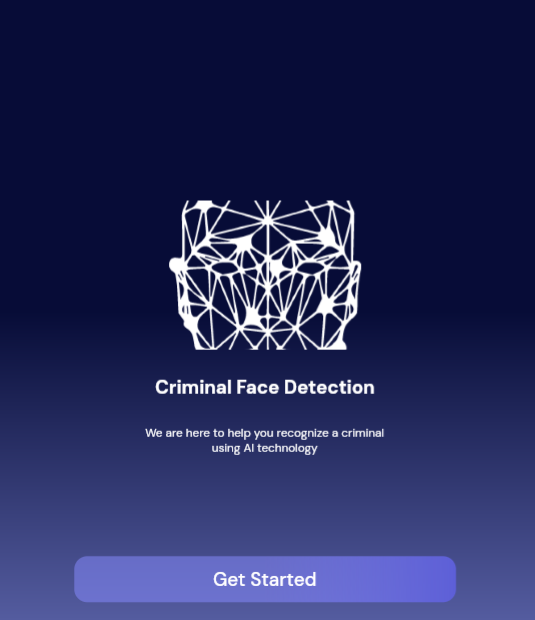 Criminal Face Detection
We are here to help you recognize a criminal
using AI technology
Get Started